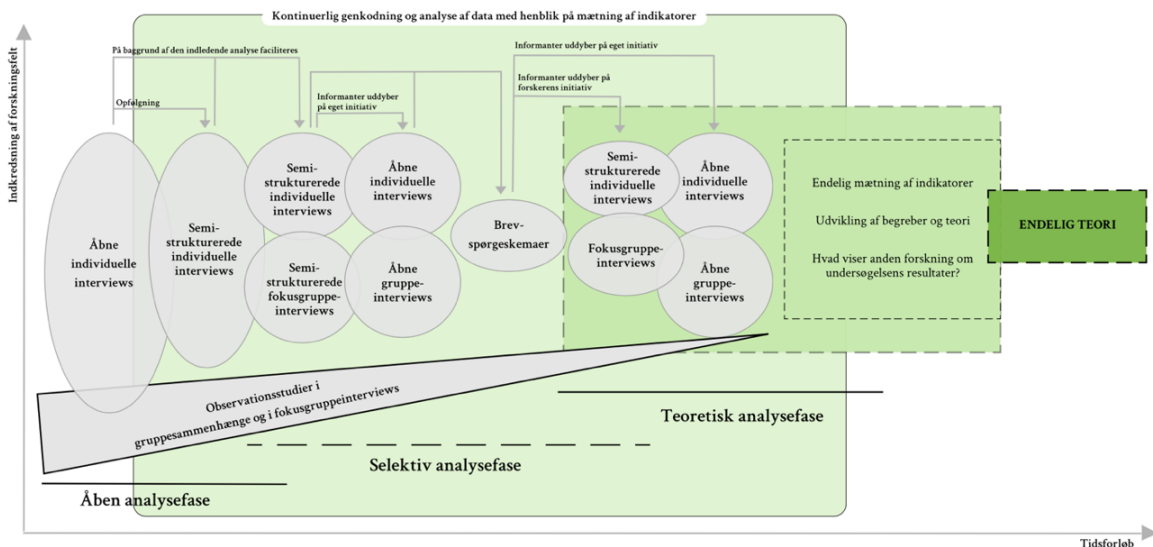 Kontinuerlig genkodning og analyse af data med henblik på mætning af indikatorer
Indkredsning af forskningsfelt
På baggrund af den indledende analyse faciliteres
Opfølgning
Informanter uddyber
på eget initiativ
Informanter uddyber på eget initiativ
Informanter uddyber på
forskerens initiativ
Åbne
individuelle
interviews
Semi-
strukturerede
individuelle
interviews
Semi-
strukturerede
individuelle
interviews
Semi-
strukturerede
fokusgruppe-
interviews
Åbne
individuelle
interviews
Åbne
gruppe-
interviews
Brev-
spørgeskemaer
Semi-
strukturerede
individuelle
interviews
Fokusgruppe-
interviews
Åbne
individuelle
interviews
Åbne
gruppe-
interviews
Endelig mætning af indikatorer
Udvikling af begreber og teori
Hvad viser anden forskning om
undersøgelsens resultater?
ENDELIG TEORI
Observationsstudier i
gruppesammenhænge og i fokusgruppeinterviews
Teoretisk analysefase
Selektiv analysefase
Åben analysefase
Tidsforløb